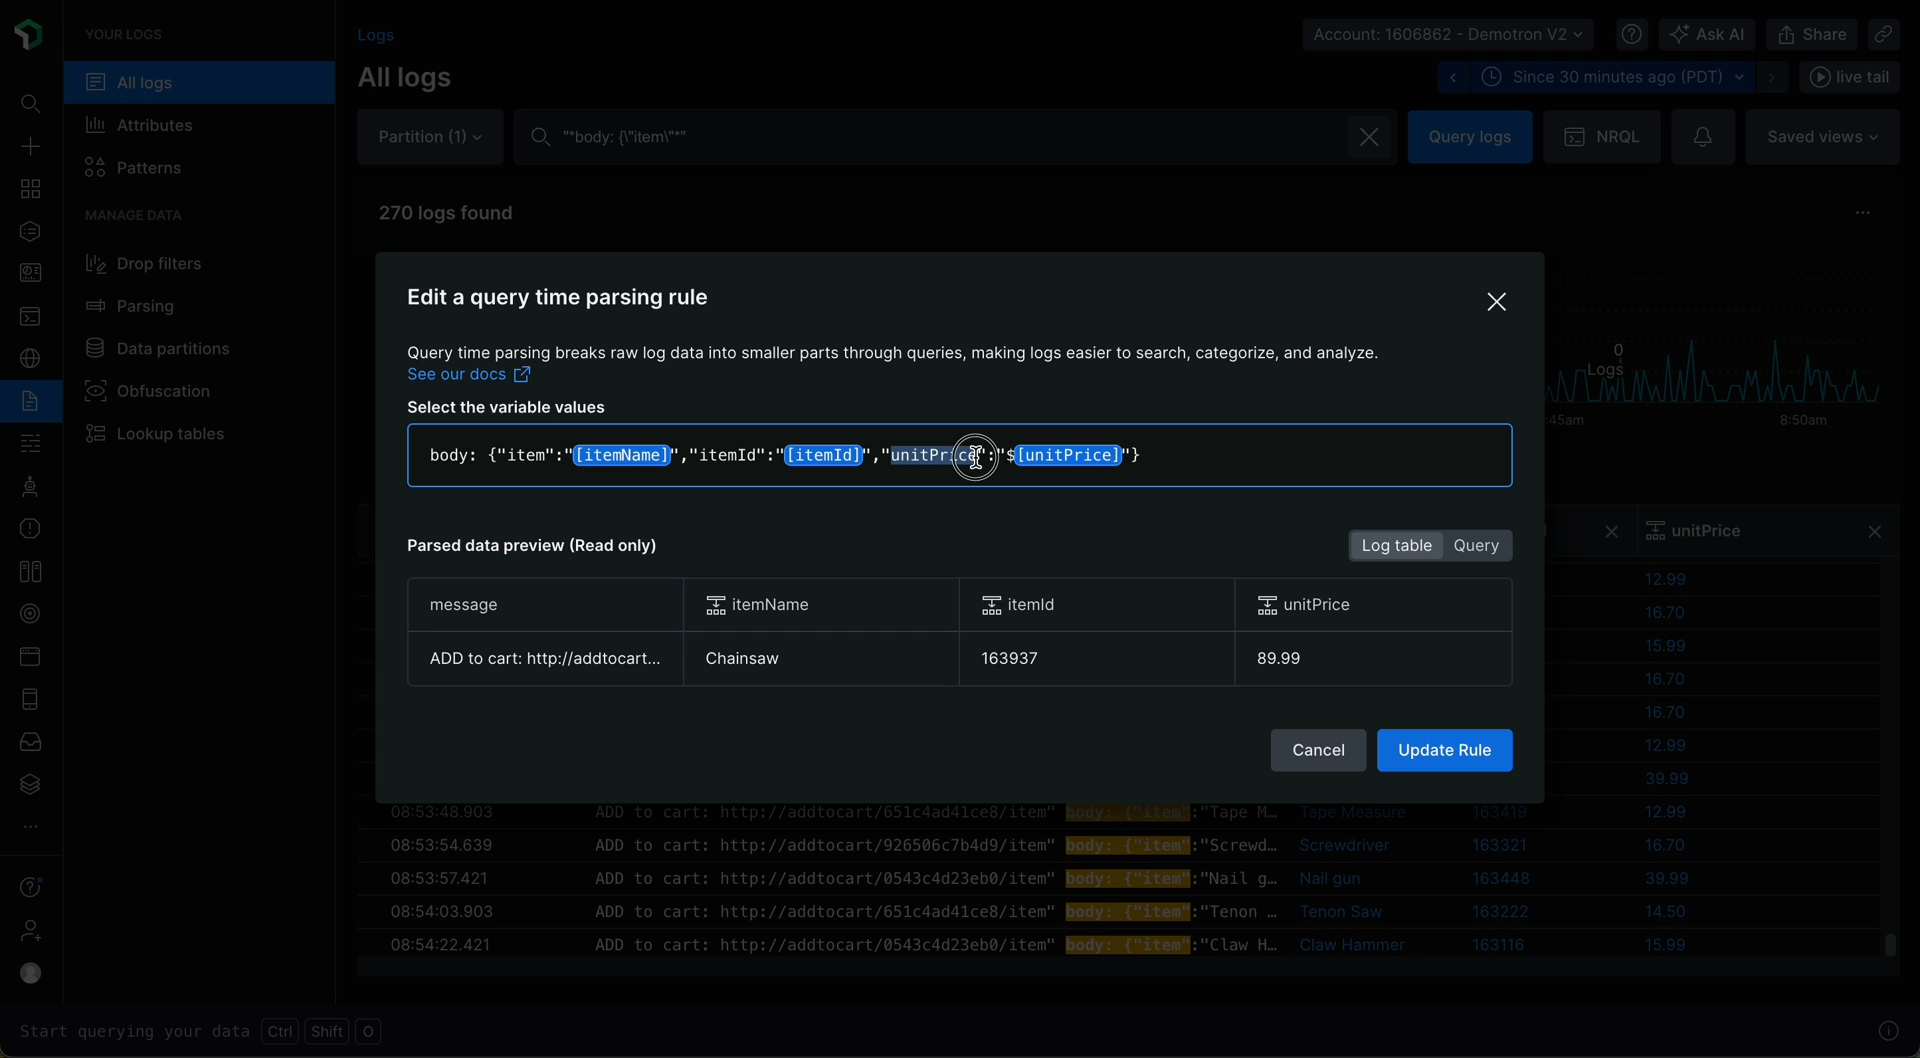 YOUR LOGS
All logs
Attributes
Patterns
MANAGE DATA
Drop filters
Parsing
Data partitions
Obfuscation
Lookup tables
Logs
Account: 1606862 - Demotron V2
Ask AI
Share
All logs
Since 30 minutes ago (PDT)
live tail
Partition (1)
"*body: {\"item\"*"
Query logs
NRQL
Saved views
270 logs found
...
Edit a query time parsing rule
Query time parsing breaks raw log data into smaller parts through queries, making logs easier to search, categorize, and analyze.
See our docs
Select the variable values
body: {"item":"[itemName]","itemId":"[itemId]","unitPrice":"$[unitPrice]"}
Parsed data preview (Read only)
Log table Query
message itemName itemId unitPrice
ADD to cart: http://addtocart... Chainsaw 163937 89.99
Cancel Update Rule
0
Logs
:45am 8:50am
unitPrice
12.99
16.70
15.99
16.70
16.70
12.99
39.99
08:53:48.903 ADD to cart: http://addtocart/651c4ad41ce8/item" body: {"item":"Tape M... Tape Measure 163419 12.99
08:53:54.639 ADD to cart: http://addtocart/926506c7b4d9/item" body: {"item":"Screwd... Screwdriver 163321 16.70
08:53:57.421 ADD to cart: http://addtocart/0543c4d23eb0/item" body: {"item":"Nail g... Nail gun 163448 39.99
08:54:03.903 ADD to cart: http://addtocart/651c4ad41ce8/item" body: {"item":"Tenon ... Tenon Saw 163222 14.50
08:54:22.421 ADD to cart: http://addtocart/0543c4d23eb0/item" body: {"item":"Claw H... Claw Hammer 163116 15.99
Start querying your data Ctrl Shift O